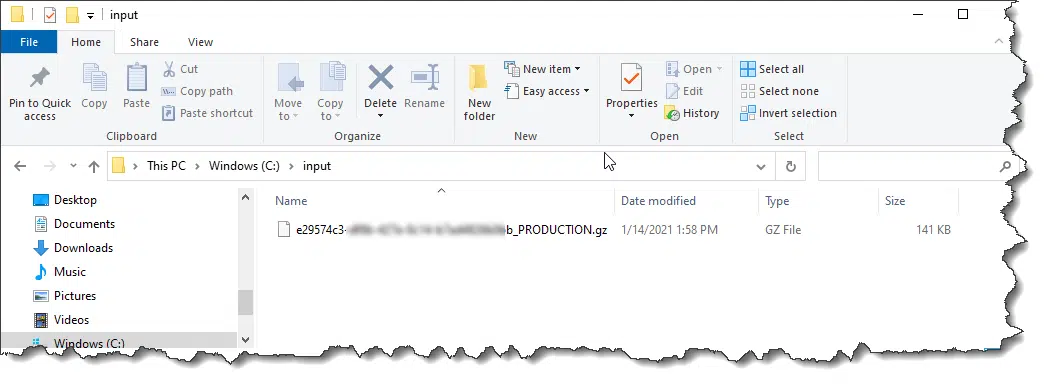 input
File Home Share View
Pin to Quick access
Copy
Paste
Cut
Copy path
Paste shortcut
Clipboard
Move to
Copy to
Delete
Rename
Organize
New folder
New item
Easy access
New
Properties
Open
Edit
History
Open
Select all
Select none
Invert selection
Select
This PC > Windows (C:) > input
Name Date modified Type Size
e29574c3- b_PRODUCTION.gz 1/14/2021 1:58 PM GZ File 141 KB
Desktop
Documents
Downloads
Music
Pictures
Videos
Windows (C:)